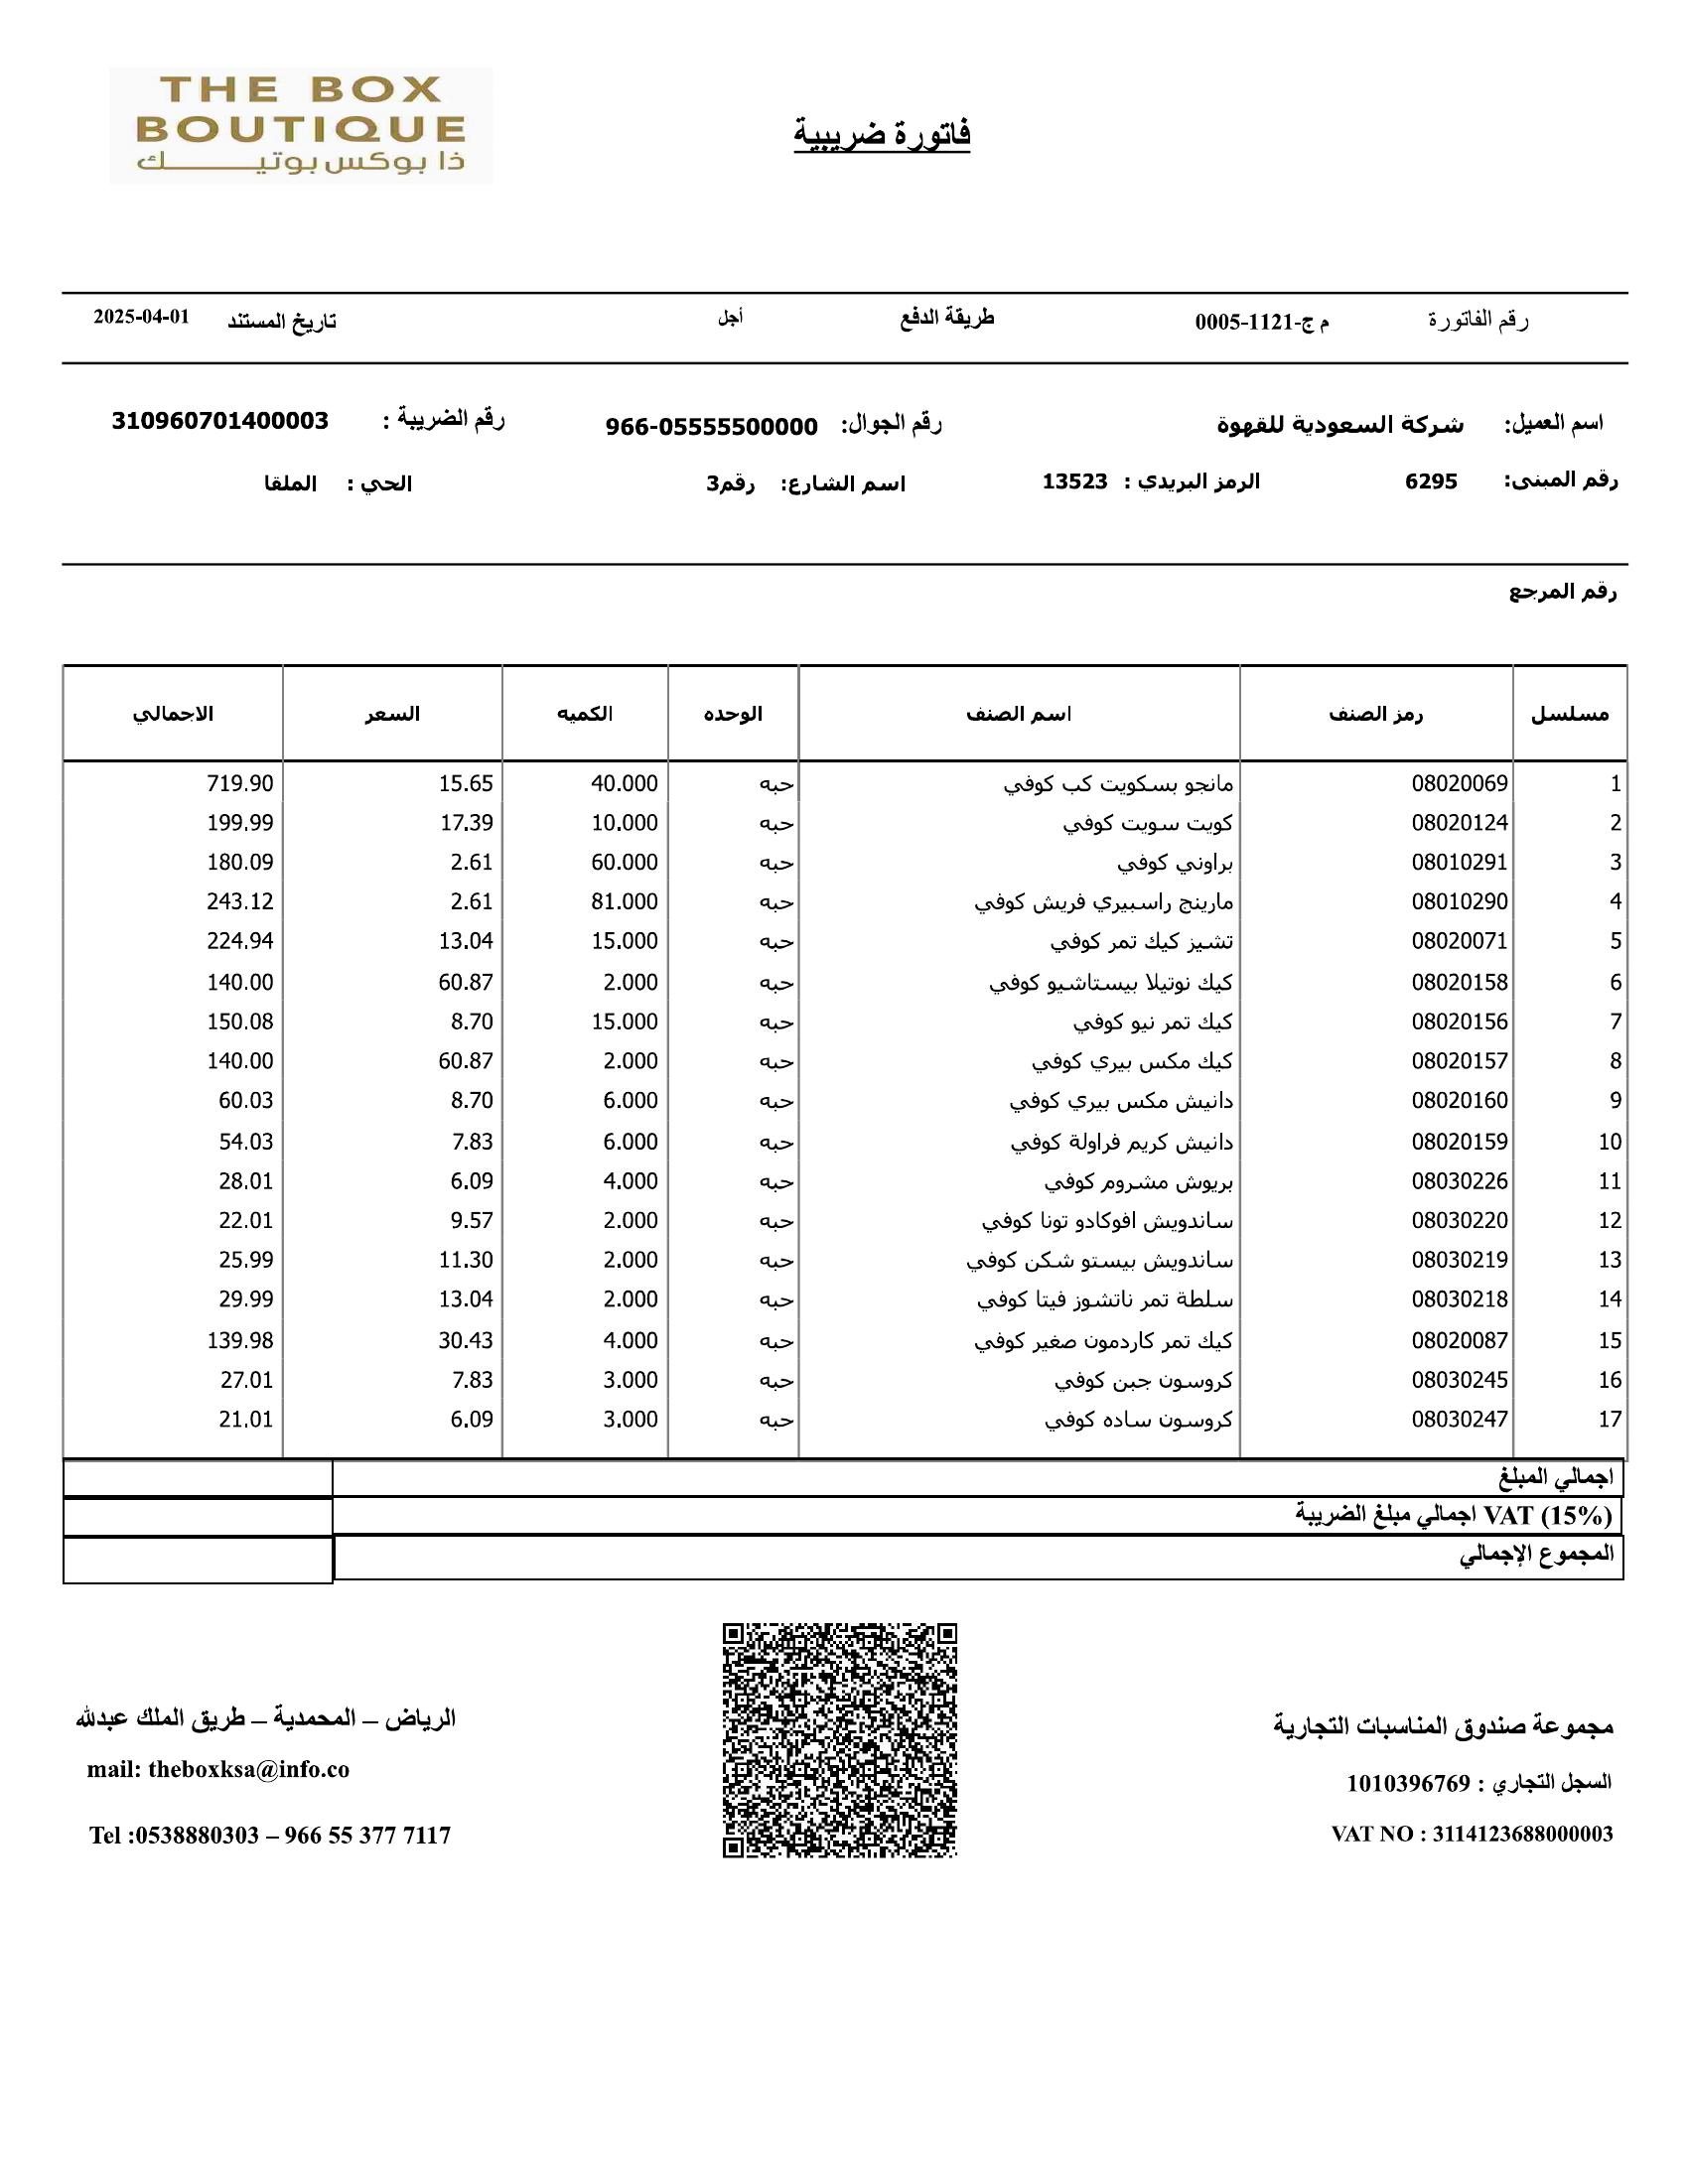 THE BOX
BOUTIQUE
ذا بوكس بوتيك
فاتورة ضريبية
رقم الفاتورة م ج-1121-0005 طريقة الدفع أجل تاريخ المستند 2025-04-01
اسم العميل: شركة السعودية للقهوة رقم الجوال: 966-05555500000 رقم الضريبة : 310960701400003
رقم المبنى: 6295 الرمز البريدي : 13523 اسم الشارع: رقم3 الحي : الملقا
رقم المرجع
مسلسل رمز الصنف اسم الصنف الوحده الكميه السعر الاجمالي
1 08020069 مانجو بسكويت كب كوفي حبه 40.000 15.65 719.90
2 08020124 كويت سويت كوفي حبه 10.000 17.39 199.99
3 08010291 براوني كوفي حبه 60.000 2.61 180.09
4 08010290 مارينج راسبيري فريش كوفي حبه 81.000 2.61 243.12
5 08020071 تشيز كيك تمر كوفي حبه 15.000 13.04 224.94
6 08020158 كيك نوتيلا بيستاشيو كوفي حبه 2.000 60.87 140.00
7 08020156 كيك تمر نيو كوفي حبه 15.000 8.70 150.08
8 08020157 كيك مكس بيري كوفي حبه 2.000 60.87 140.00
9 08020160 دانيش مكس بيري كوفي حبه 6.000 8.70 60.03
10 08020159 دانيش كريم فراولة كوفي حبه 6.000 7.83 54.03
11 08030226 بريوش مشروم كوفي حبه 4.000 6.09 28.01
12 08030220 ساندويش افوكادو تونا كوفي حبه 2.000 9.57 22.01
13 08030219 ساندويش بيستو شكن كوفي حبه 2.000 11.30 25.99
14 08030218 سلطة تمر ناتشوز فيتا كوفي حبه 2.000 13.04 29.99
15 08020087 كيك تمر كاردمون صغير كوفي حبه 4.000 30.43 139.98
16 08030245 كروسون جبن كوفي حبه 3.000 7.83 27.01
17 08030247 كروسون ساده كوفي حبه 3.000 6.09 21.01
اجمالي المبلغ
اجمالي مبلغ الضريبة VAT (15%)
المجموع الإجمالي
مجموعة صندوق المناسبات التجارية
السجل التجاري : 1010396769
VAT NO : 3114123688000003
الرياض – المحمدية – طريق الملك عبدلله
mail: theboxksa@info.co
Tel :0538880303 – 966 55 377 7117